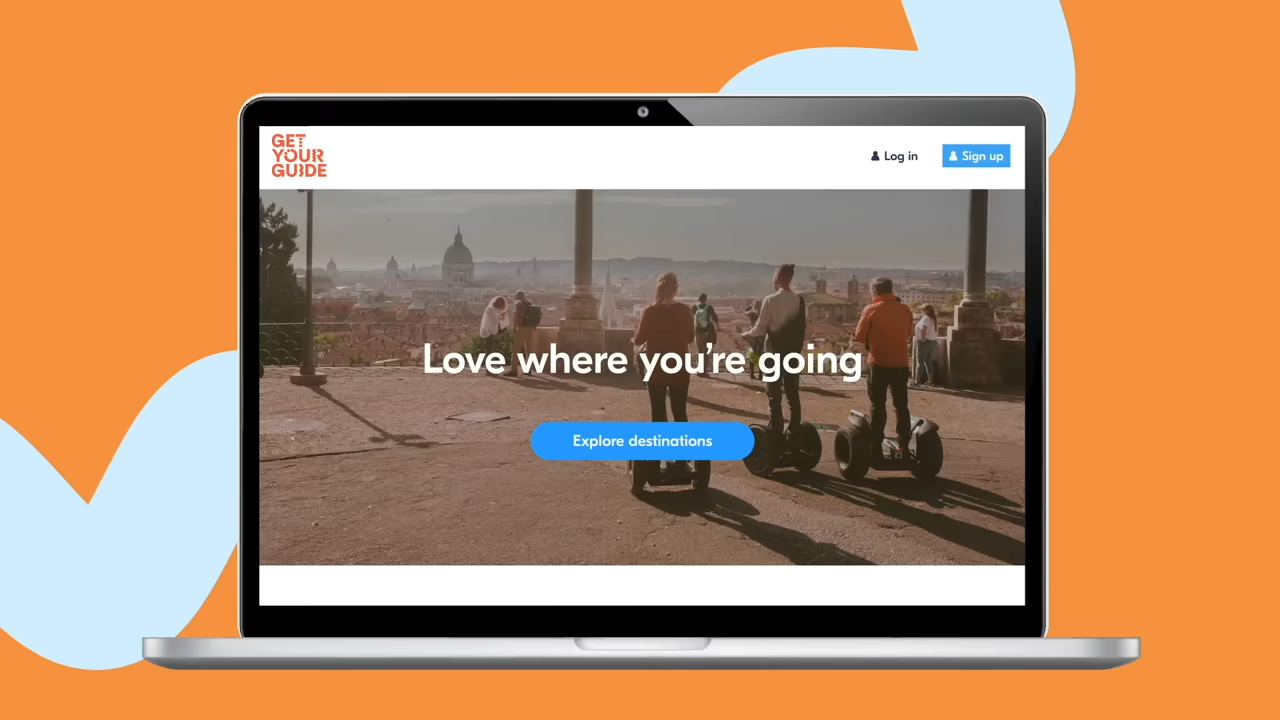 GET
YOUR
GUIDE
Log in
Sign up
Love where you're going
Explore destinations